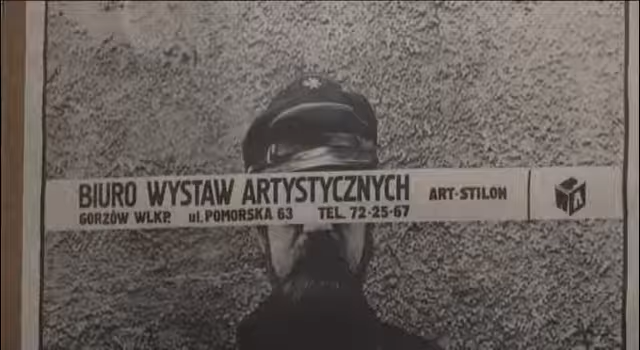 BIURO WYSTAW ARTYSTYCZNYCH ART-STILON
GORZÓW WLKP. ul. POMORSKA 63 TEL. 72-25-67